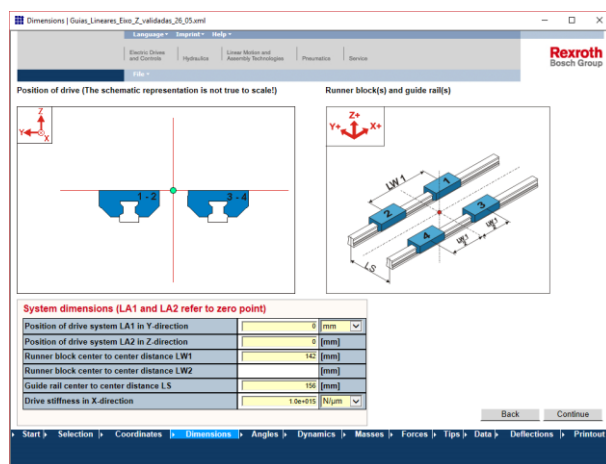 Dimensions | Guias_Lineares_Eixo_Z_validadas_26_05.xml
Language Imprint Help
Electric Drives and Controls
Hydraulics
Linear Motion and Assembly Technologies
Pneumatics
Service
Rexroth
Bosch Group
File
Position of drive (The schematic representation is not true to scale!)
Runner block(s) and guide rail(s)
Z
Y
X
1 - 2
3 - 4
Z+
Y+ X+
LW 1
1
2
3
4
LW 1
2
LW 1
2
LS
System dimensions (LA1 and LA2 refer to zero point)
Position of drive system LA1 in Y-direction 0 mm
Position of drive system LA2 in Z-direction 0 [mm]
Runner block center to center distance LW1 142 [mm]
Runner block center to center distance LW2 [mm]
Guide rail center to center distance LS 156 [mm]
Drive stiffness in X-direction 1.0e+015 N/μm
Back Continue
Start Selection Coordinates Dimensions Angles Dynamics Masses Forces Tips Data Deflections Printout